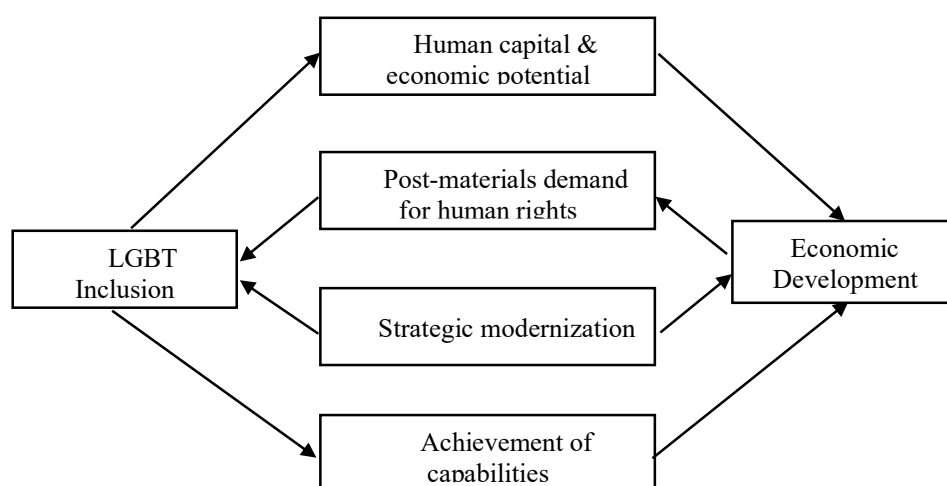 Human capital &
economic potential
Post-materials demand
for human rights
LGBT
Inclusion
Economic
Development
Strategic modernization
Achievement of
capabilities